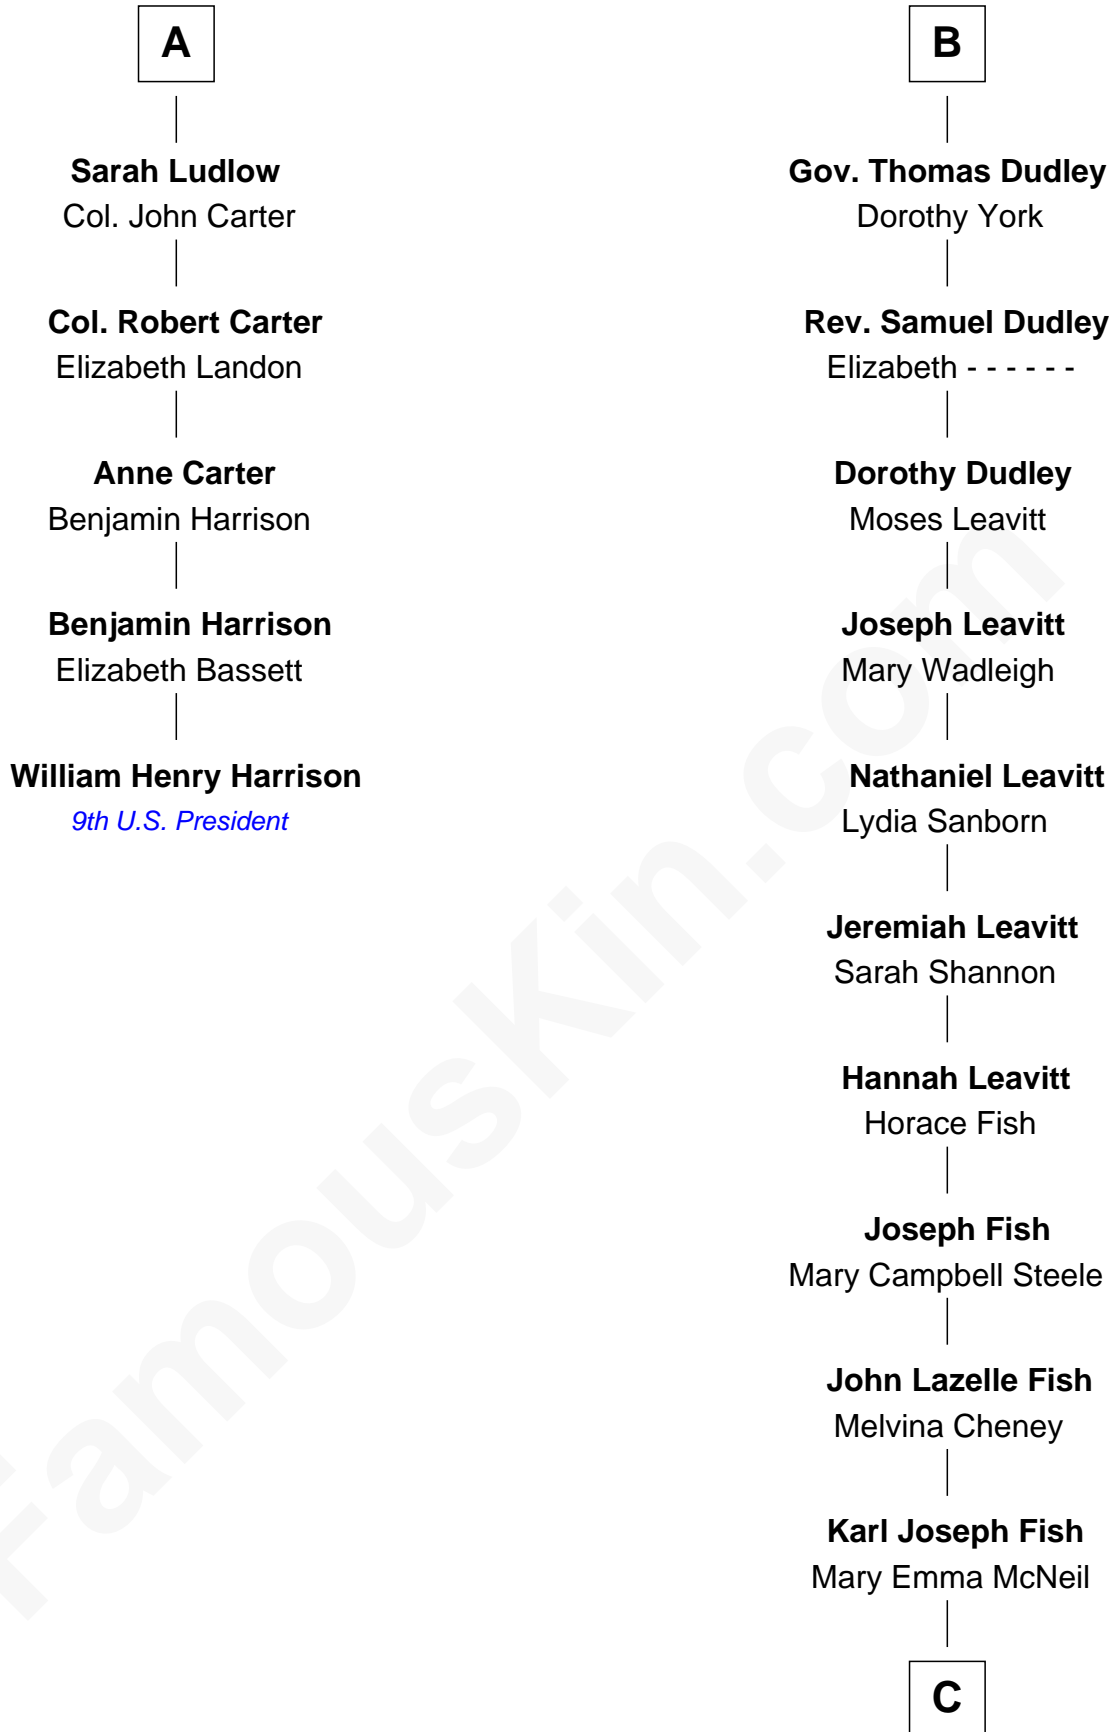 A
Sarah Ludlow
Col. John Carter
Col. Robert Carter
Elizabeth Landon
Anne Carter
Benjamin Harrison
Benjamin Harrison
Elizabeth Bassett
William Henry Harrison
9th U.S. President
B
Gov. Thomas Dudley
Dorothy York
Rev. Samuel Dudley
Elizabeth - - - - - -
Dorothy Dudley
Moses Leavitt
Joseph Leavitt
Mary Wadleigh
Nathaniel Leavitt
Lydia Sanborn
Jeremiah Leavitt
Sarah Shannon
Hannah Leavitt
Horace Fish
Joseph Fish
Mary Campbell Steele
John Lazelle Fish
Melvina Cheney
Karl Joseph Fish
Mary Emma McNeil
C
FamousKin.com